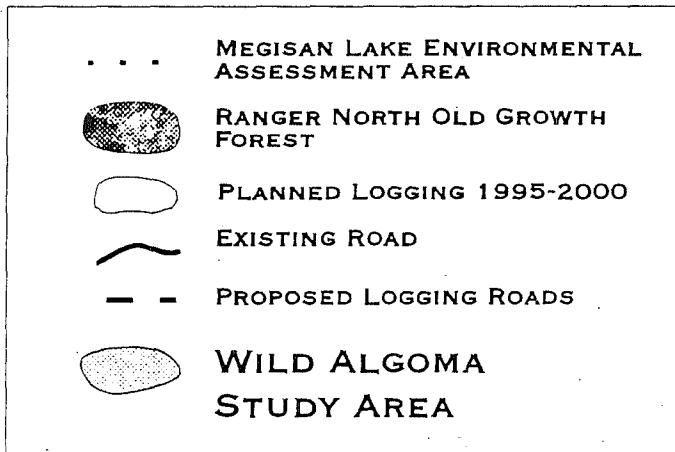 MEGISAN LAKE ENVIRONMENTAL
ASSESSMENT AREA
RANGER NORTH OLD GROWTH
FOREST
PLANNED LOGGING 1995-2000
EXISTING ROAD
PROPOSED LOGGING ROADS
WILD ALGOMA
STUDY AREA